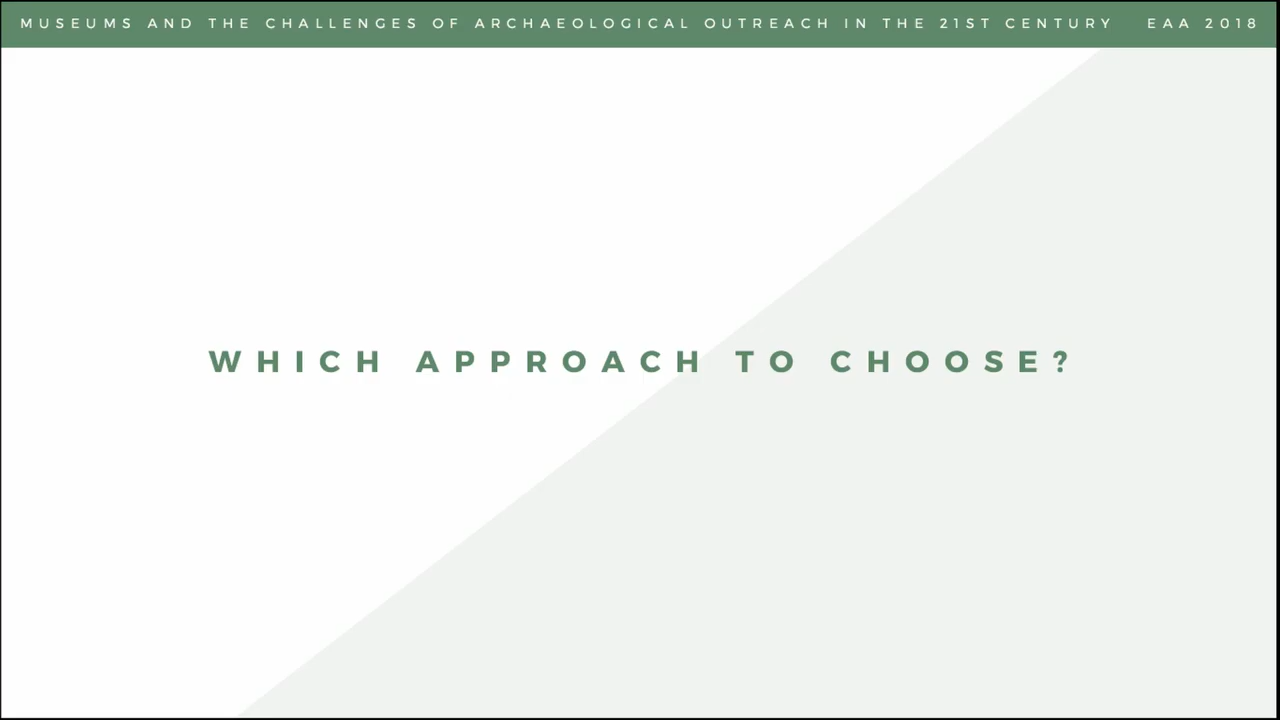 MUSEUMS AND THE CHALLENGES OF ARCHAEOLOGICAL OUTREACH IN THE 21ST CENTURY EAA 2018
WHICH APPROACH TO CHOOSE?